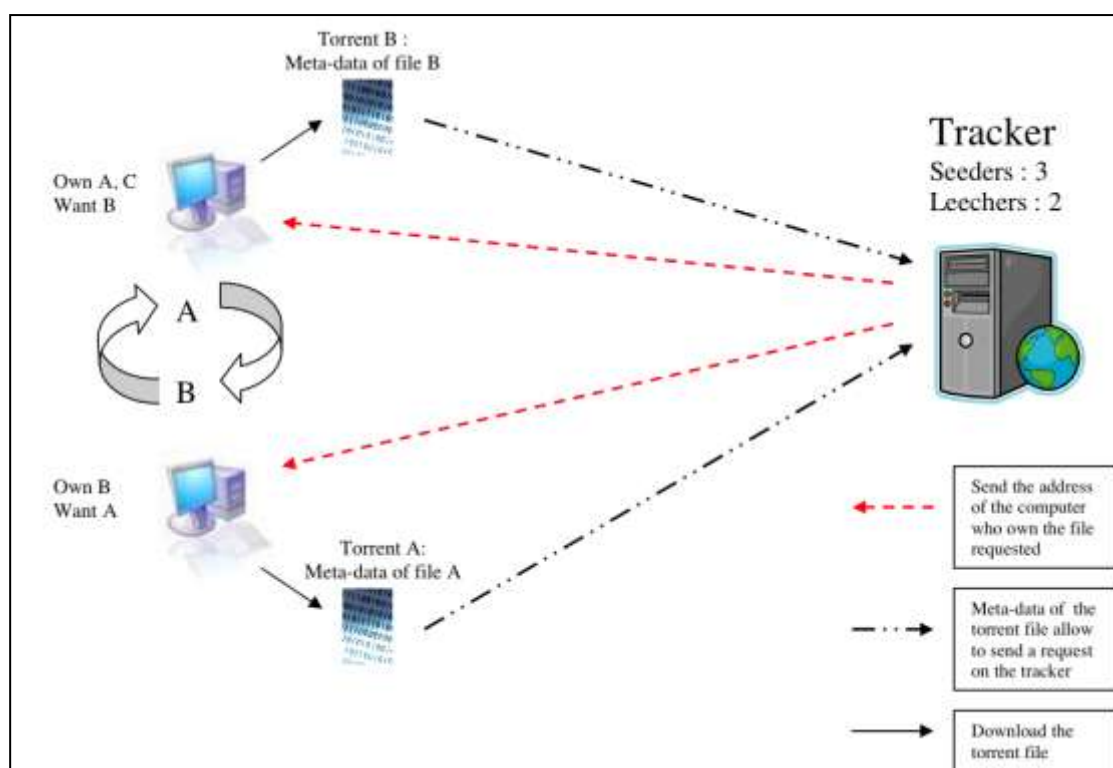 Torrent B :
Meta-data of file B
Tracker
Seeders : 3
Leechers : 2
Own A, C
Want B
A
B
Own B
Want A
Torrent A:
Meta-data of file A
Send the address
of the computer
who own the file
requested
Meta-data of the
torrent file allow
to send a request
on the tracker
Download the
torrent file